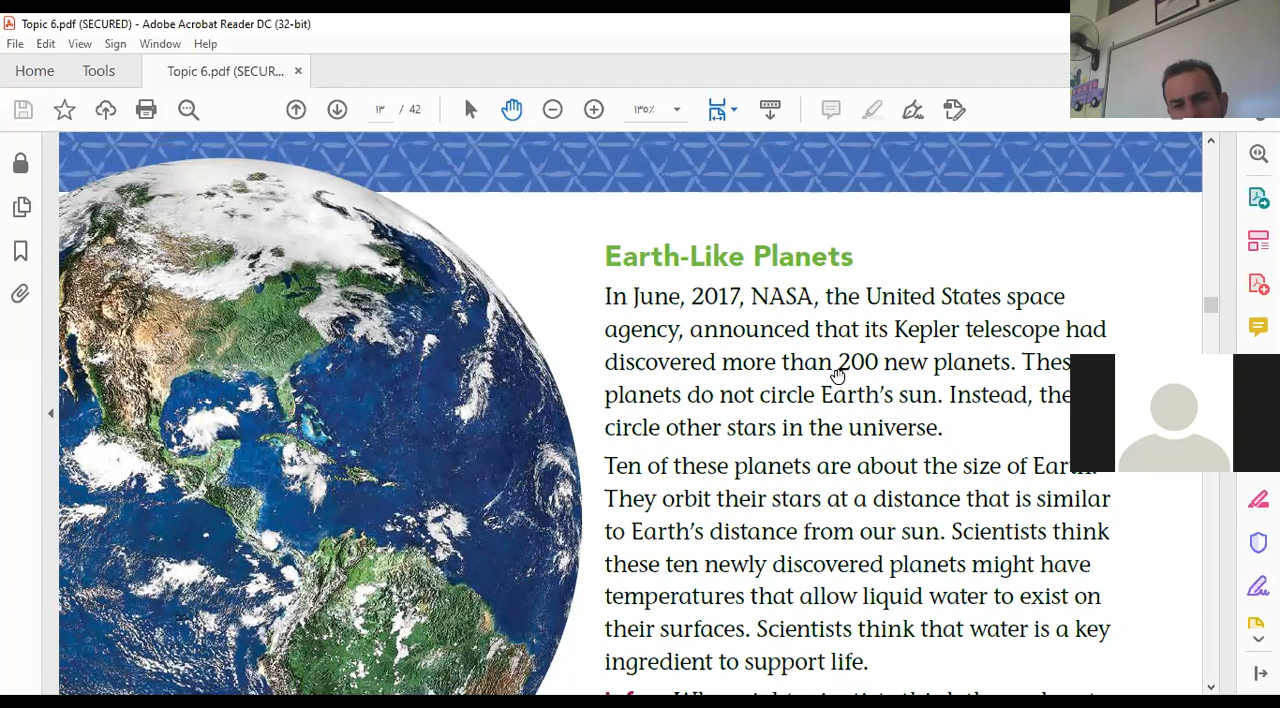 Topic 6.pdf (SECURED) - Adobe Acrobat Reader DC (32-bit)
File Edit View Sign Window Help
Home Tools Topic 6.pdf (SECUR... ×
١٣ / 42 ١٣٥٪
Earth-Like Planets
In June, 2017, NASA, the United States space
agency, announced that its Kepler telescope had
discovered more than 200 new planets.
planets do not circle Earth's sun. Instead,
circle other stars in the universe.
Ten of these planets are about the size of Earth.
They orbit their stars at a distance that is similar
to Earth's distance from our sun. Scientists think
these ten newly discovered planets might have
temperatures that allow liquid water to exist on
their surfaces. Scientists think that water is a key
ingredient to support life.